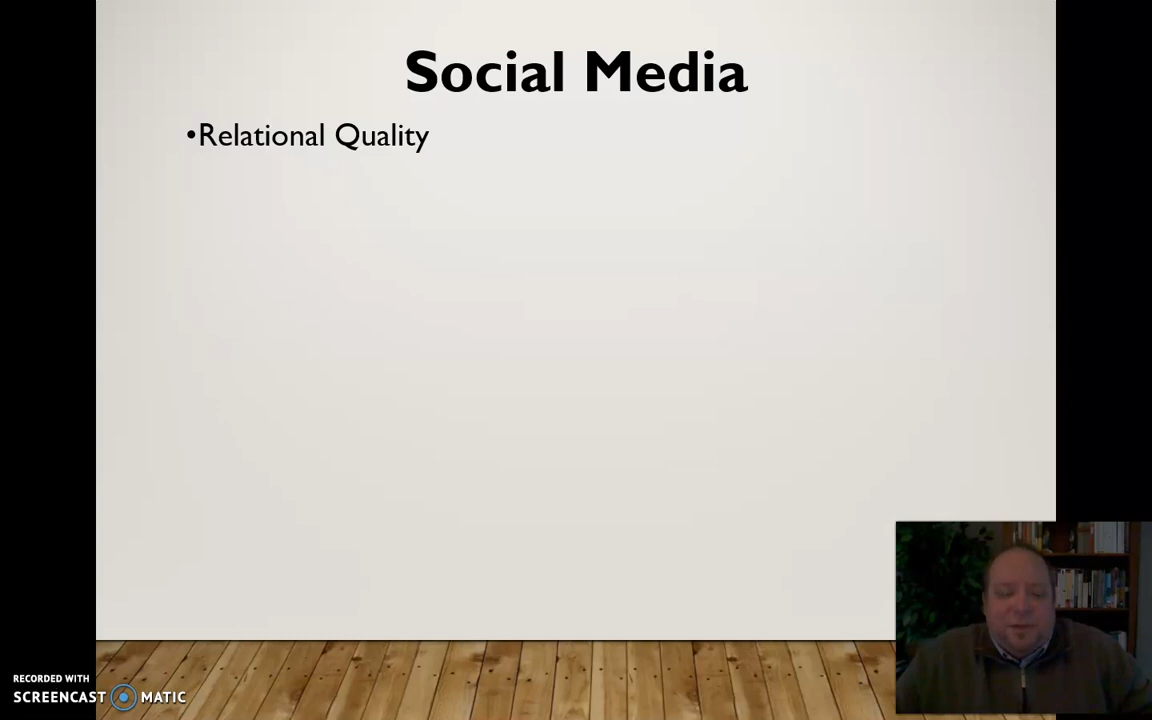 Social Media
•Relational Quality
RECORDED WITH
SCREENCAST MATIC